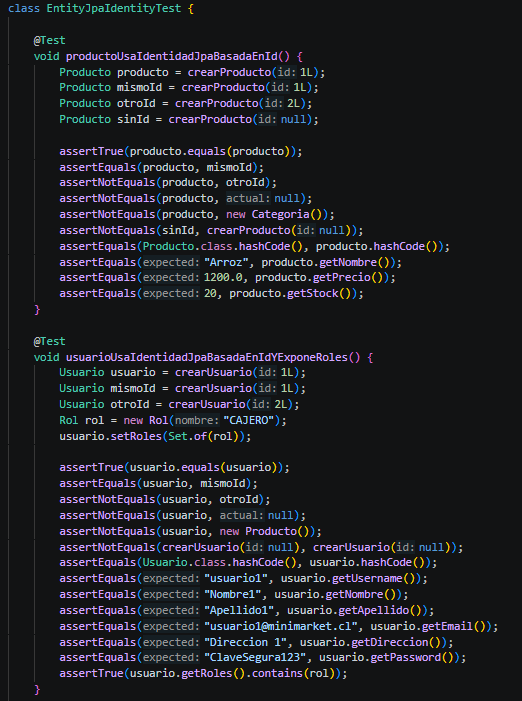 class EntityJpaIdentityTest {
@Test
void productoUsaIdentidadJpaBasadaEnId() {
Producto producto = crearProducto(id: 1L);
Producto mismoId = crearProducto(id: 1L);
Producto otroId = crearProducto(id: 2L);
Producto sinId = crearProducto(id: null);
assertTrue(producto.equals(producto));
assertEquals(producto, mismoId);
assertNotEquals(producto, otroId);
assertNotEquals(producto, actual: null);
assertNotEquals(producto, new Categoria());
assertNotEquals(sinId, crearProducto(id: null));
assertEquals(Producto.class.hashCode(), producto.hashCode());
assertEquals(expected: "Arroz", producto.getNombre());
assertEquals(expected: 1200.0, producto.getPrecio());
assertEquals(expected: 20, producto.getStock());
}
@Test
void usuarioUsaIdentidadJpaBasadaEnIdYExponeRoles() {
Usuario usuario = crearUsuario(id: 1L);
Usuario mismoId = crearUsuario(id: 1L);
Usuario otroId = crearUsuario(id: 2L);
Rol rol = new Rol(nombre: "CAJERO");
usuario.setRoles(Set.of(rol));
assertTrue(usuario.equals(usuario));
assertEquals(usuario, mismoId);
assertNotEquals(usuario, otroId);
assertNotEquals(usuario, actual: null);
assertNotEquals(usuario, new Producto());
assertNotEquals(crearUsuario(id: null), crearUsuario(id: null));
assertEquals(Usuario.class.hashCode(), usuario.hashCode());
assertEquals(expected: "usuario1", usuario.getUsername());
assertEquals(expected: "Nombre1", usuario.getNombre());
assertEquals(expected: "Apellido1", usuario.getApellido());
assertEquals(expected: "usuario1@minimarket.cl", usuario.getEmail());
assertEquals(expected: "Direccion 1", usuario.getDireccion());
assertEquals(expected: "ClaveSegura123", usuario.getPassword());
assertTrue(usuario.getRoles().contains(rol));
}